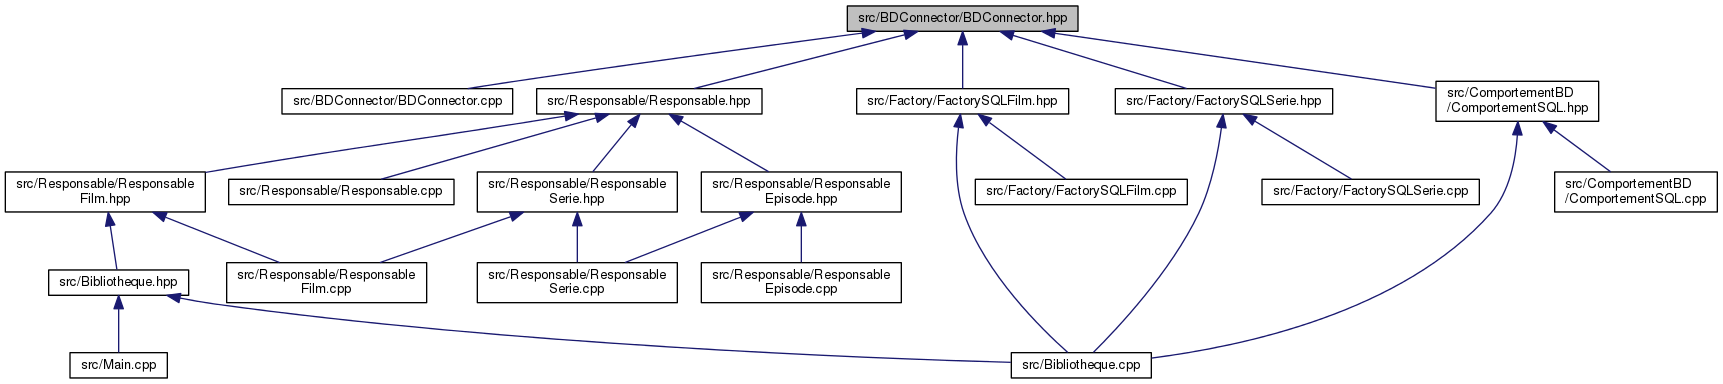 src/BDConnector/BDConnector.hpp
src/BDConnector/BDConnector.cpp
src/Responsable/Responsable.hpp
src/Factory/FactorySQLFilm.hpp
src/Factory/FactorySQLSerie.hpp
src/ComportementBD
/ComportementSQL.hpp
src/Responsable/Responsable
Film.hpp
src/Responsable/Responsable.cpp
src/Responsable/Responsable
Serie.hpp
src/Responsable/Responsable
Episode.hpp
src/Factory/FactorySQLFilm.cpp
src/Factory/FactorySQLSerie.cpp
src/ComportementBD
/ComportementSQL.cpp
src/Bibliotheque.hpp
src/Responsable/Responsable
Film.cpp
src/Responsable/Responsable
Serie.cpp
src/Responsable/Responsable
Episode.cpp
src/Main.cpp
src/Bibliotheque.cpp